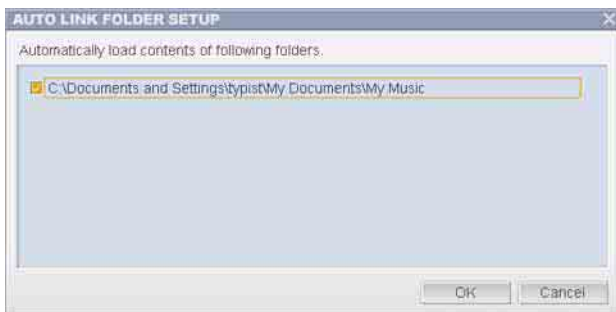 AUTO LINK FOLDER SETUP
Automatically load contents of following folders.
C:\Documents and Settings\typist\My Documents\My Music
OK
Cancel